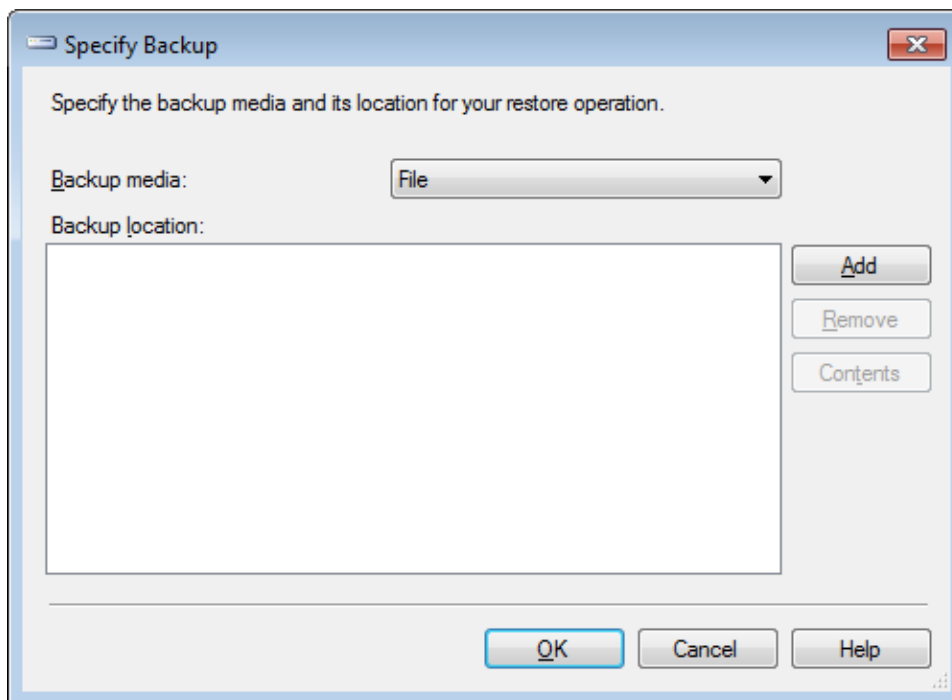 Specify Backup
Specify the backup media and its location for your restore operation.
Backup media:
File
Backup location:
Add
Remove
Contents
OK
Cancel
Help